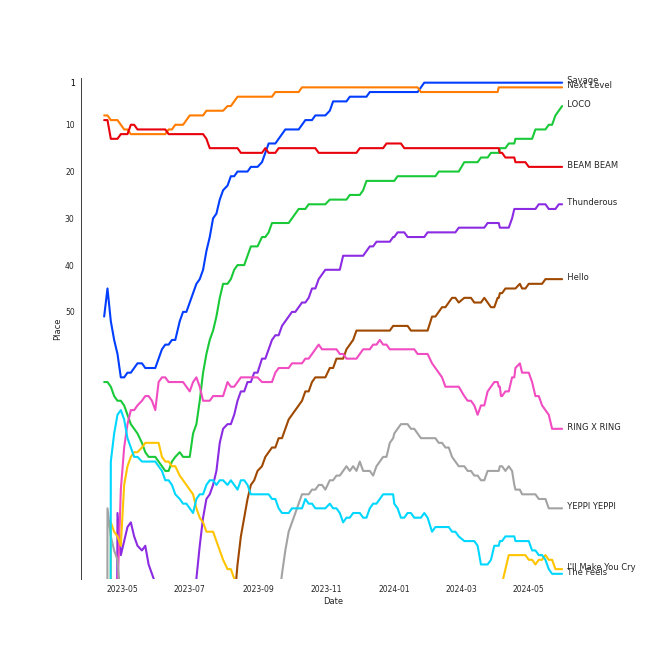 1
10
20
30
40
50
Place
2023-05
2023-07
2023-09
2023-11
2024-01
2024-03
2024-05
Date
Savage
Next Level
LOCO
BEAM BEAM
Thunderous
Hello
RING X RING
YEPPI YEPPI
I'll Make You Cry
The Feels